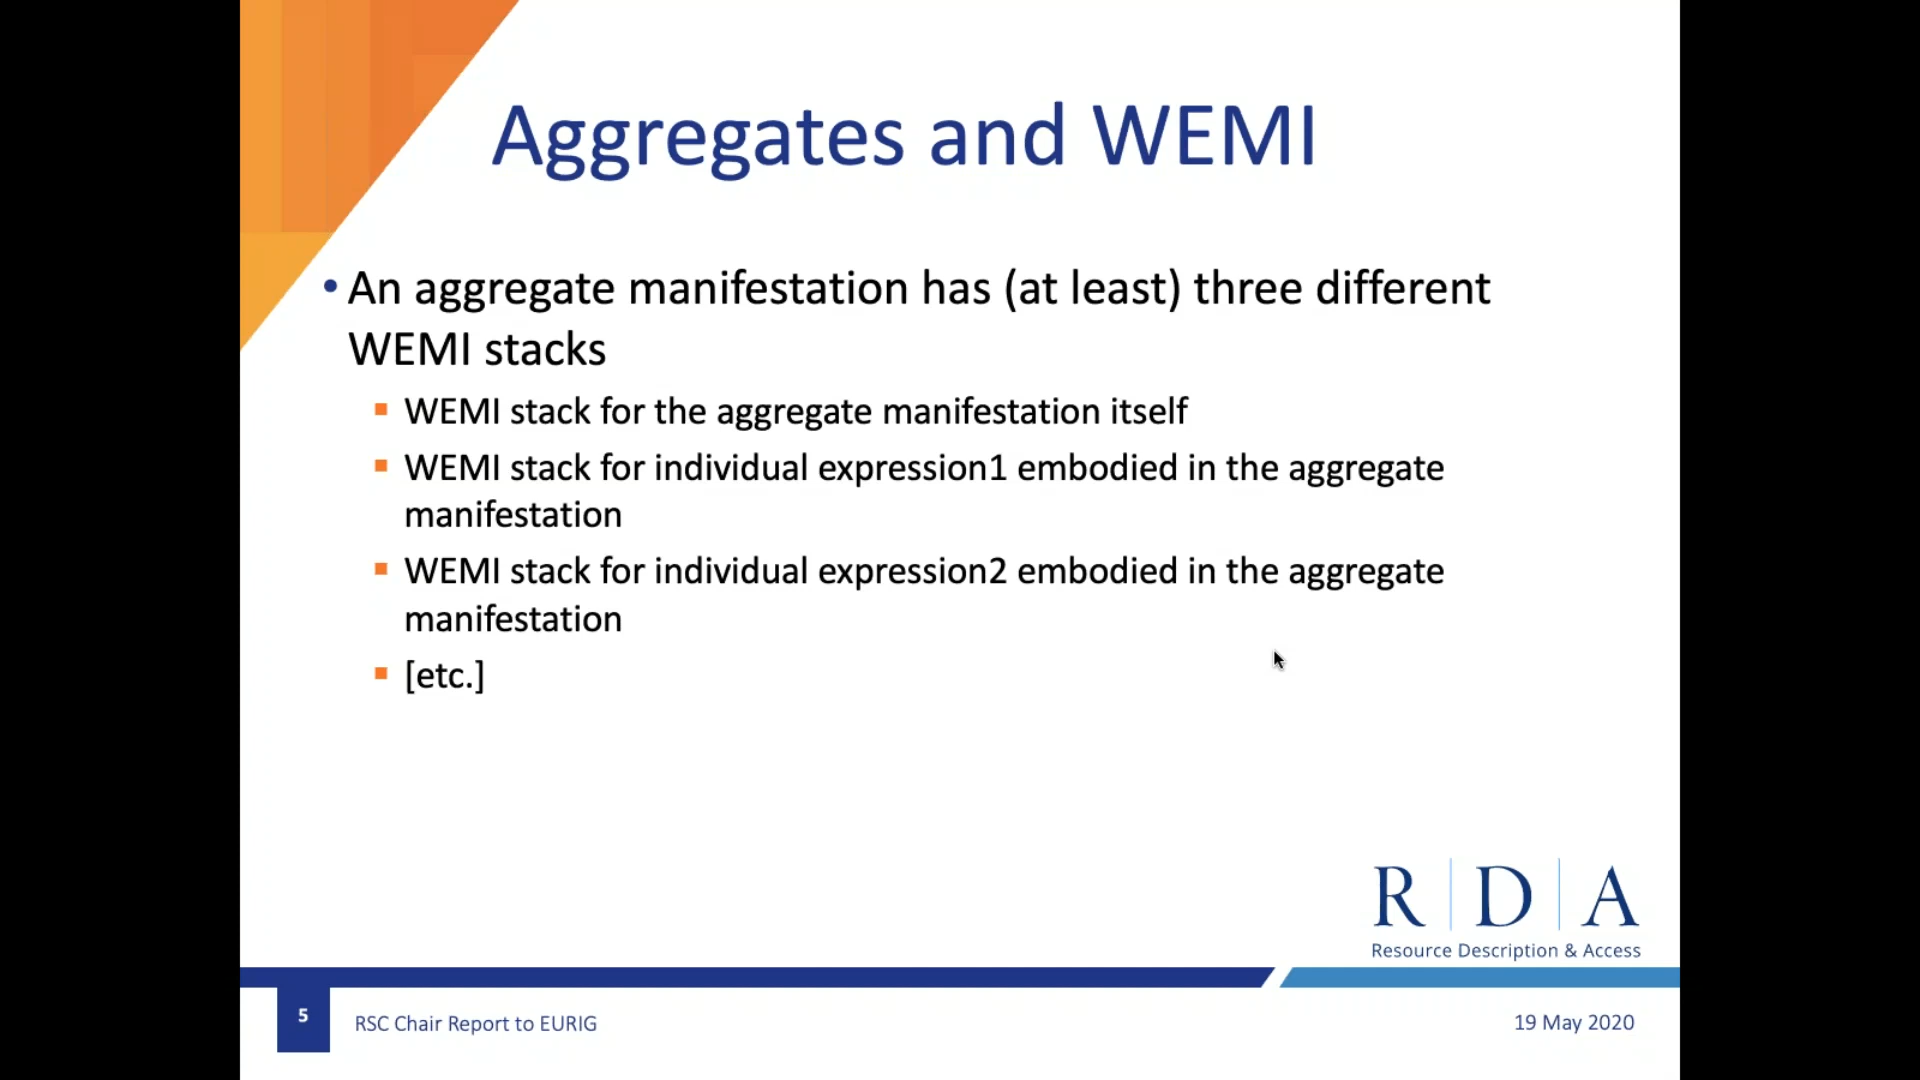 Aggregates and WEMI
• An aggregate manifestation has (at least) three different
WEMI stacks
▪ WEMI stack for the aggregate manifestation itself
▪ WEMI stack for individual expression1 embodied in the aggregate
manifestation
▪ WEMI stack for individual expression2 embodied in the aggregate
manifestation
▪ [etc.]
R D A
Resource Description & Access
5
RSC Chair Report to EURIG
19 May 2020